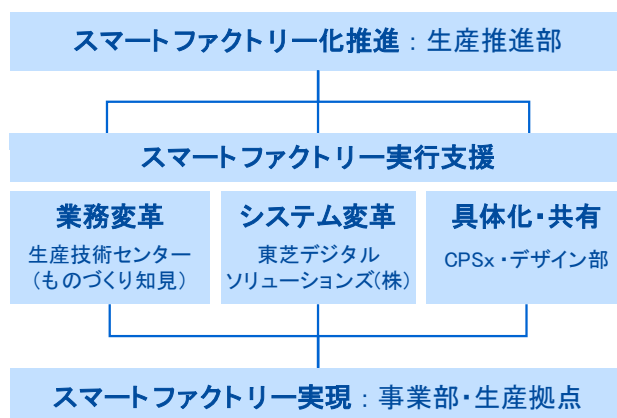 スマートファクトリー化推進：生産推進部
スマートファクトリー実行支援
業務変革
生産技術センター
(ものづくり知見)
システム変革
東芝デジタル
ソリューションズ(株)
具体化・共有
CPSx・デザイン部
スマートファクトリー実現：事業部・生産拠点